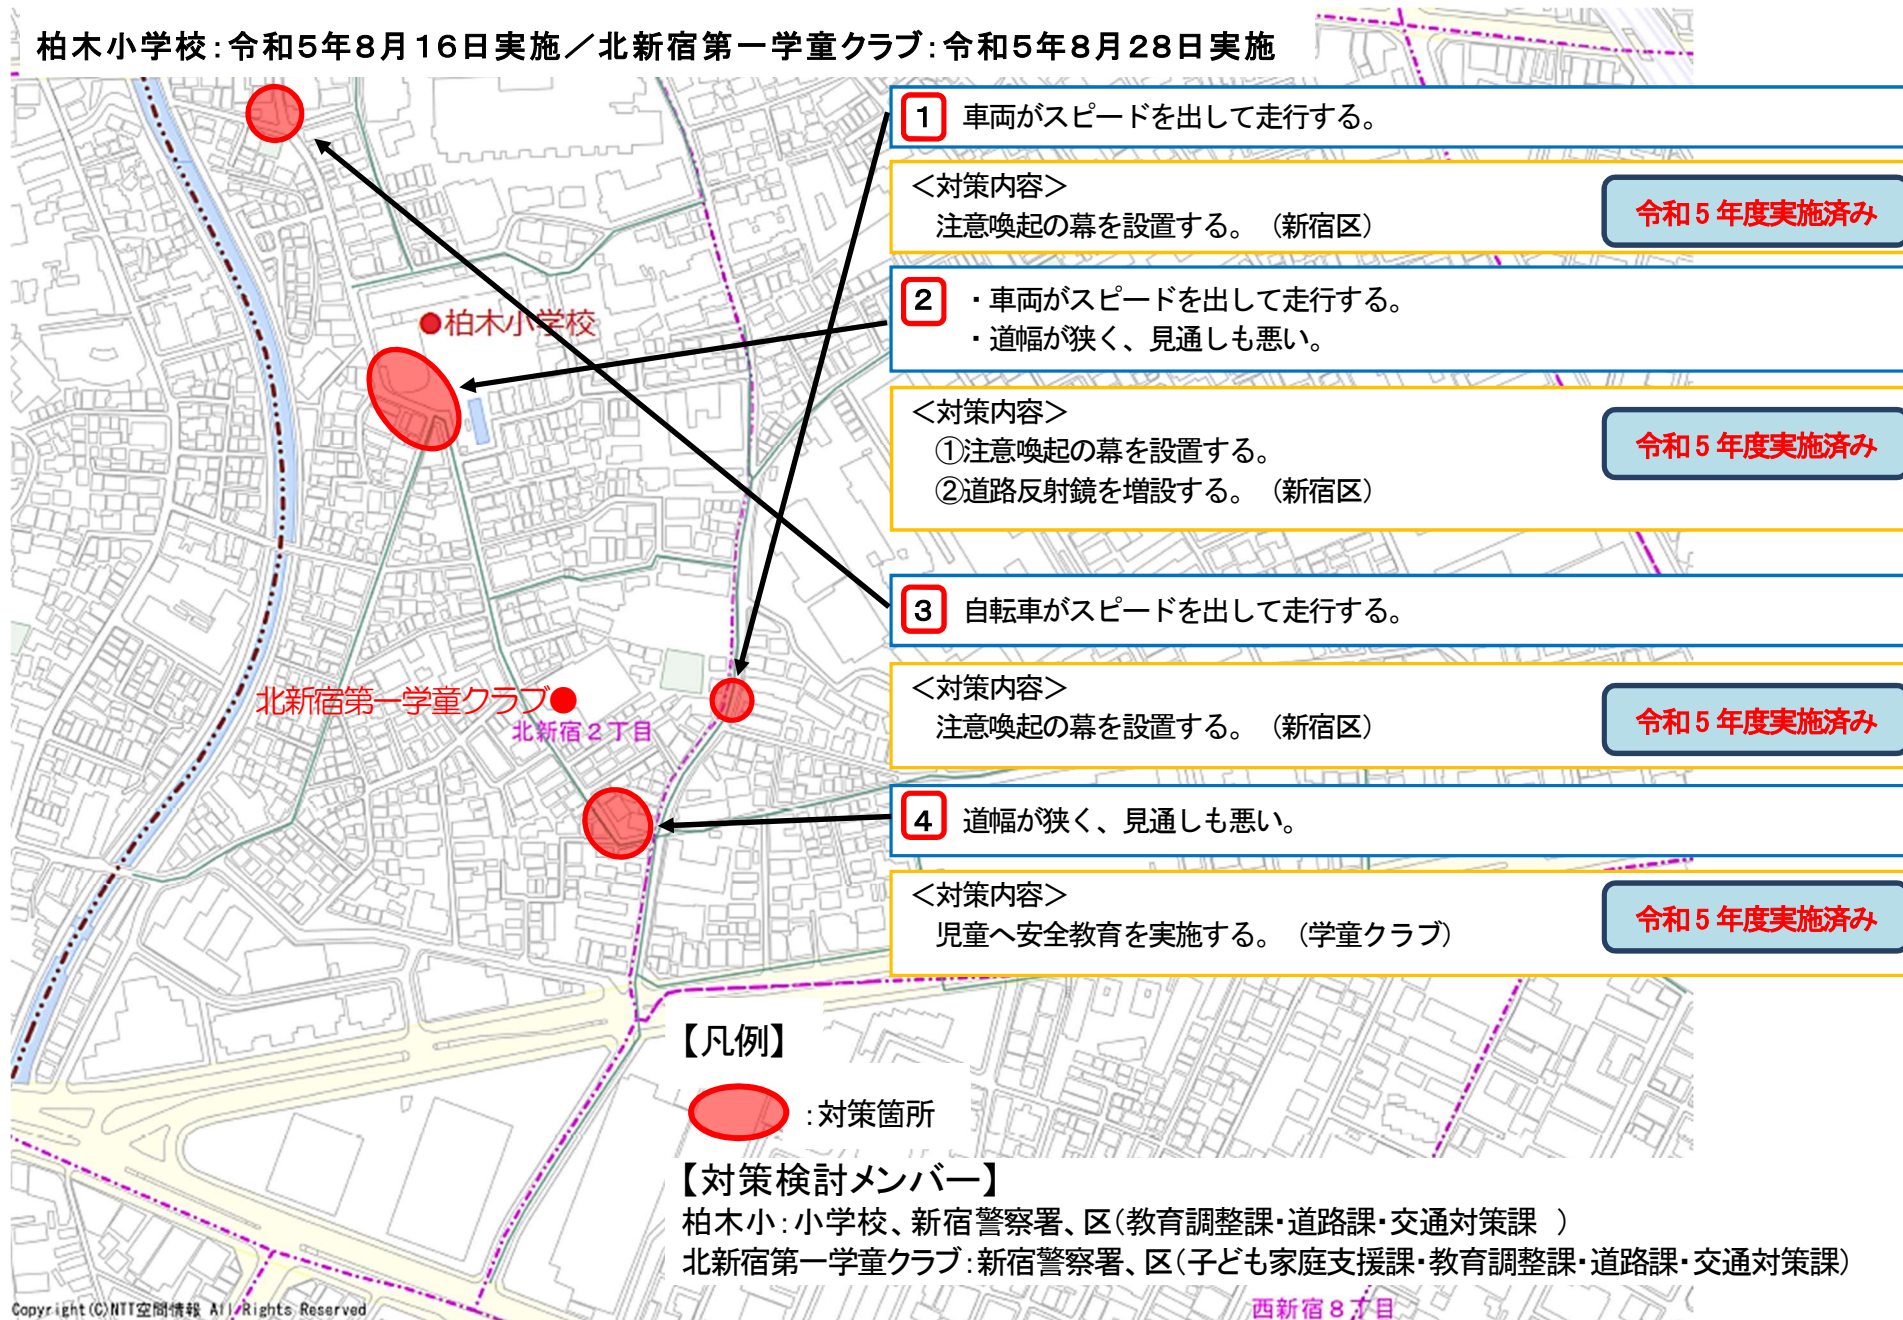 柏木小学校：令和5年8月16日実施／北新宿第一学童クラブ：令和5年8月28日実施
1 車両がスピードを出して走行する。
＜対策内容＞
注意喚起の幕を設置する。（新宿区）
令和５年度実施済み
2 ・車両がスピードを出して走行する。
・道幅が狭く、見通しも悪い。
＜対策内容＞
①注意喚起の幕を設置する。
②道路反射鏡を増設する。（新宿区）
令和５年度実施済み
3 自転車がスピードを出して走行する。
＜対策内容＞
注意喚起の幕を設置する。（新宿区）
令和５年度実施済み
4 道幅が狭く、見通しも悪い。
＜対策内容＞
児童へ安全教育を実施する。（学童クラブ）
令和５年度実施済み
柏木小学校
北新宿第一学童クラブ
北新宿２丁目
【凡例】
：対策箇所
【対策検討メンバー】
柏木小：小学校、新宿警察署、区（教育調整課・道路課・交通対策課 ）
北新宿第一学童クラブ：新宿警察署、区（子ども家庭支援課・教育調整課・道路課・交通対策課）
西新宿８丁目
Copyright(C)NTT空間情報 All Rights Reserved